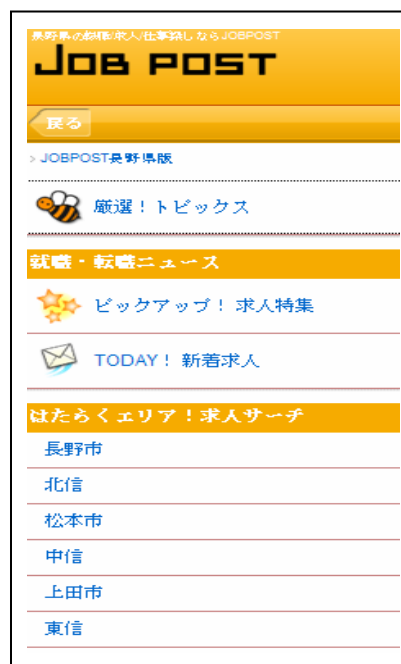 長野県の転職/求人/仕事探しならJOBPOST
JOB POST
戻る
> JOBPOST長野県版
厳選！トピックス
就職・転職ニュース
ピックアップ！ 求人特集
TODAY！ 新着求人
はたらくエリア！求人サーチ
長野市
北信
松本市
中信
上田市
東信